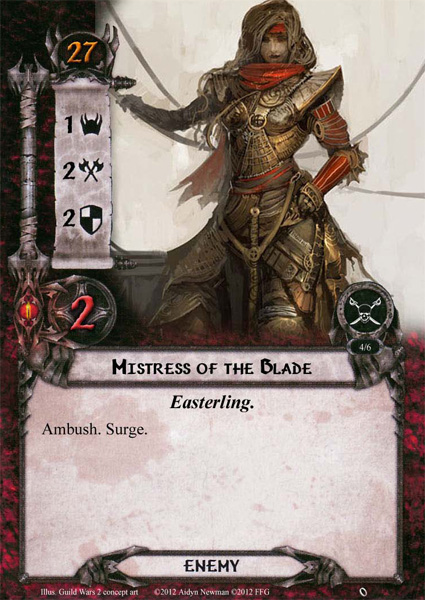 27
1
2
2
2
4/6
Mistress of the Blade
Easterling.
Ambush. Surge.
ENEMY
Illus. Guild Wars 2 concept art ©2012 Aidyn Newman ©2012 FFG 0